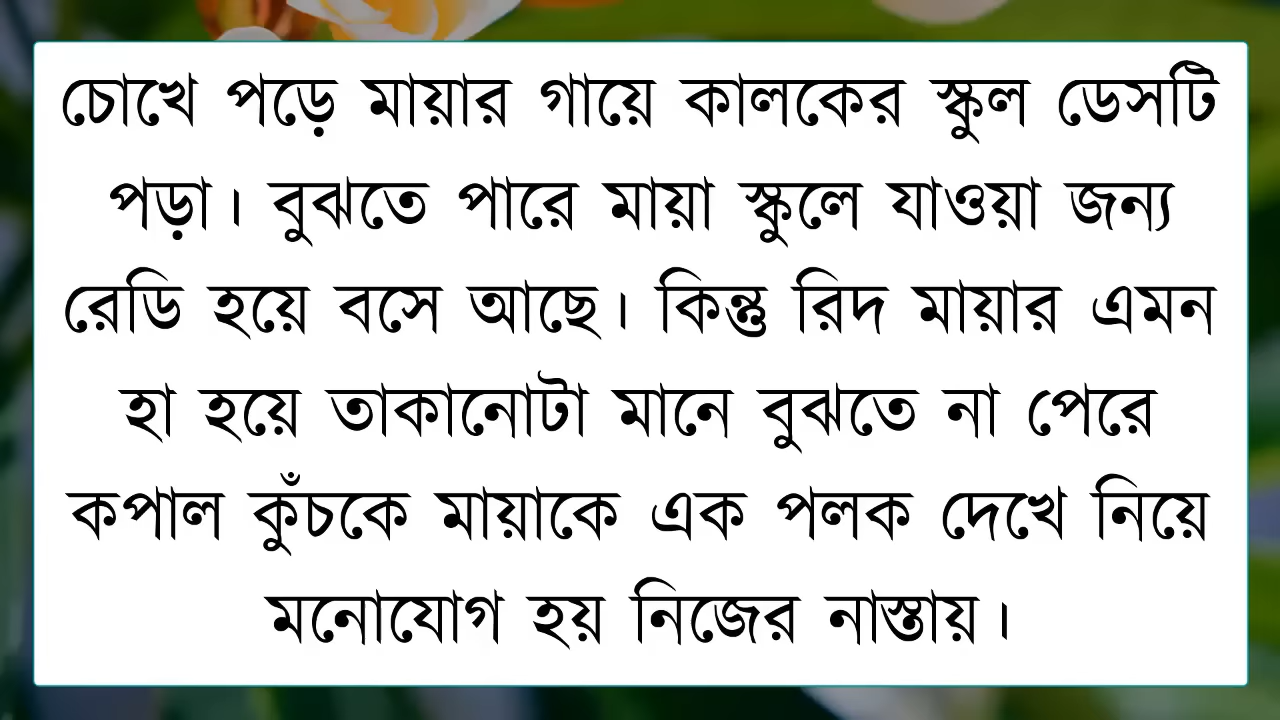 চোখে পড়ে মায়ার গায়ে কালকের স্কুল ডেসটি
পড়া। বুঝতে পারে মায়া স্কুলে যাওয়া জন্য
রেডি হয়ে বসে আছে। কিন্তু রিদ মায়ার এমন
হা হয়ে তাকানোটা মানে বুঝতে না পেরে
কপাল কুঁচকে মায়াকে এক পলক দেখে নিয়ে
মনোযোগ হয় নিজের নাস্তায়।